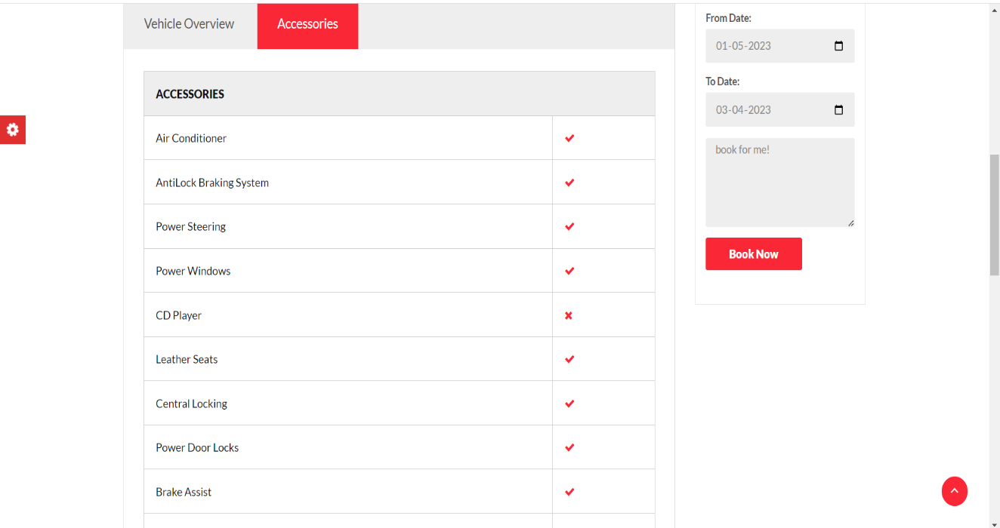 Vehicle Overview
Accessories
ACCESSORIES
Air Conditioner
AntiLock Braking System
Power Steering
Power Windows
CD Player
Leather Seats
Central Locking
Power Door Locks
Brake Assist
From Date:
01-05-2023
To Date:
03-04-2023
book for me!
Book Now